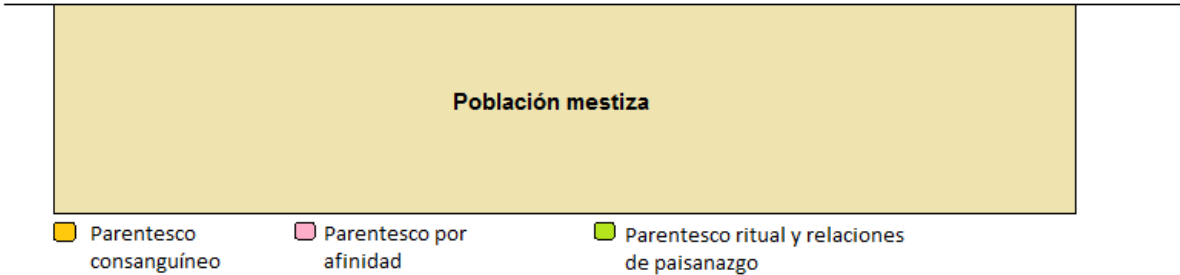 Población mestiza
Parentesco consanguíneo
Parentesco por afinidad
Parentesco ritual y relaciones de paisanazgo